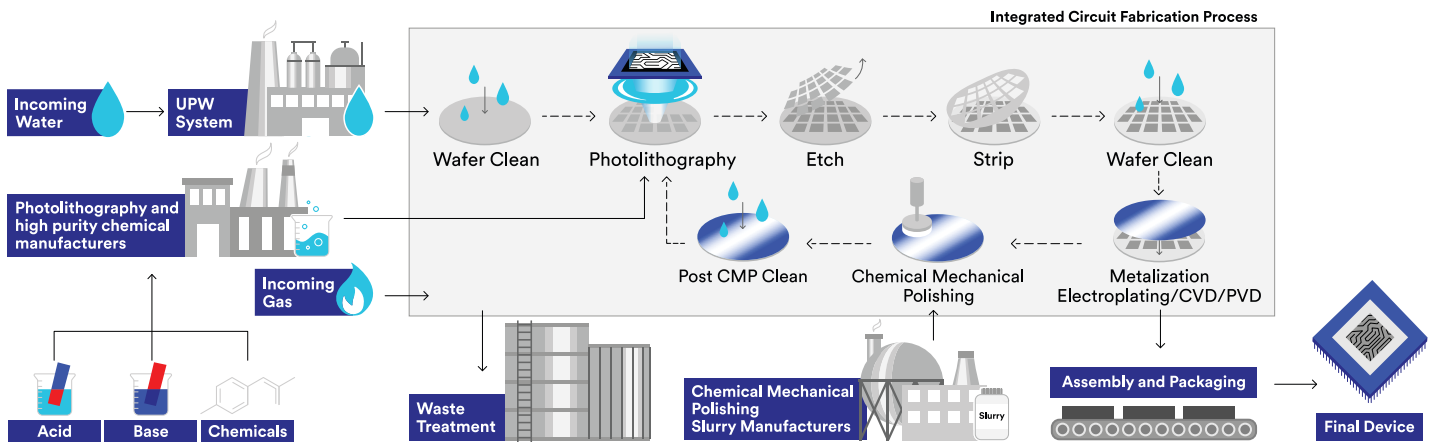 Integrated Circuit Fabrication Process
Incoming
Water
UPW
System
Wafer Clean
Photolithography
Etch
Strip
Wafer Clean
Photolithography and
high purity chemical
manufacturers
Incoming
Gas
Post CMP Clean
Chemical Mechanical
Polishing
Metalization
Electroplating/CVD/PVD
Acid
Base
Chemicals
Waste
Treatment
Chemical Mechanical
Polishing
Slurry Manufacturers
Slurry
Assembly and Packaging
Final Device